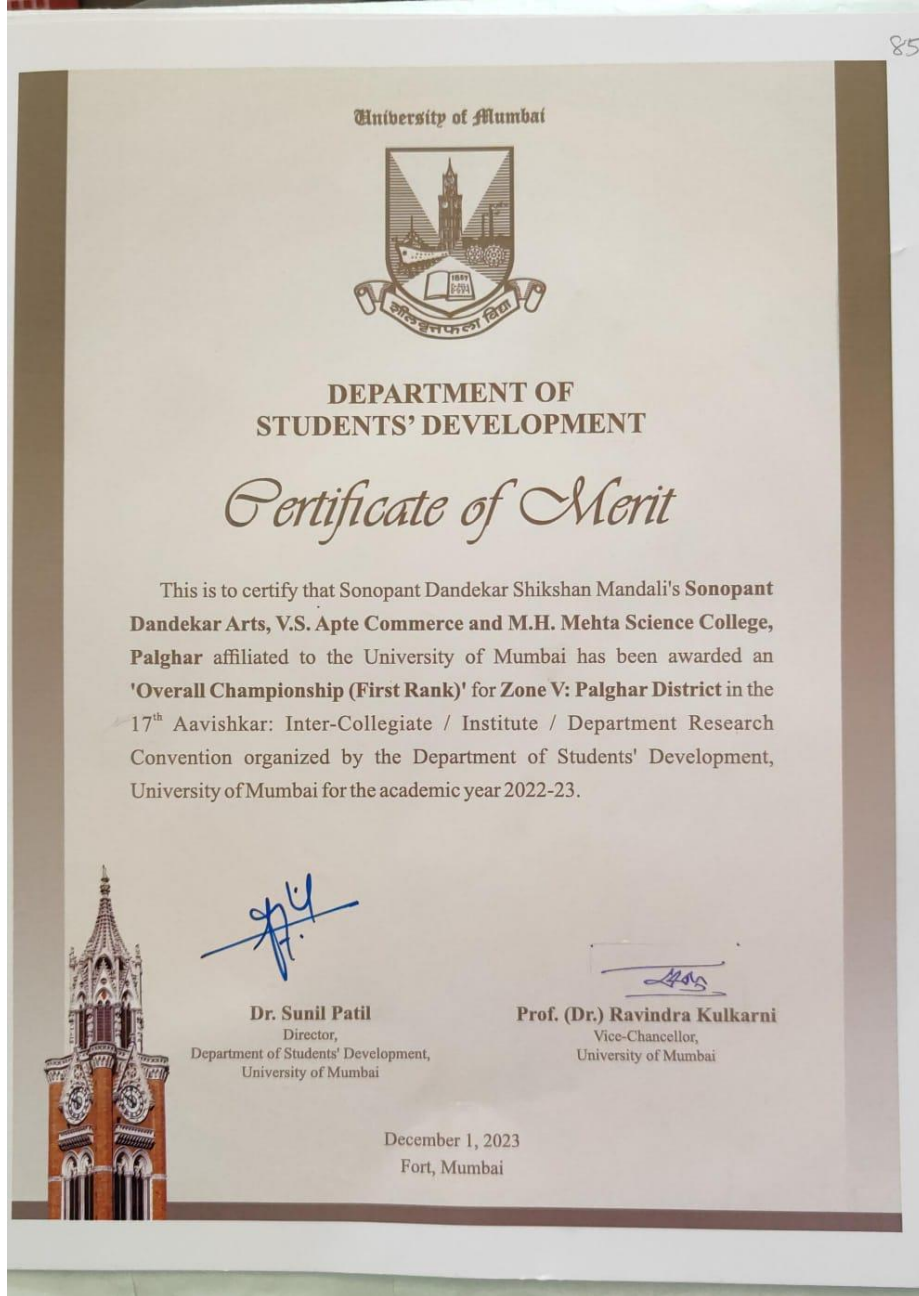 85
University of Mumbai
1857
शीलवृत्तफला विद्या
DEPARTMENT OF
STUDENTS’ DEVELOPMENT
Certificate of Merit
This is to certify that Sonopant Dandekar Shikshan Mandali's Sonopant
Dandekar Arts, V.S. Apte Commerce and M.H. Mehta Science College,
Palghar affiliated to the University of Mumbai has been awarded an
'Overall Championship (First Rank)' for Zone V: Palghar District in the
17th Aavishkar: Inter-Collegiate / Institute / Department Research
Convention organized by the Department of Students' Development,
University of Mumbai for the academic year 2022-23.
Dr. Sunil Patil
Director,
Department of Students' Development,
University of Mumbai
Prof. (Dr.) Ravindra Kulkarni
Vice-Chancellor,
University of Mumbai
December 1, 2023
Fort, Mumbai